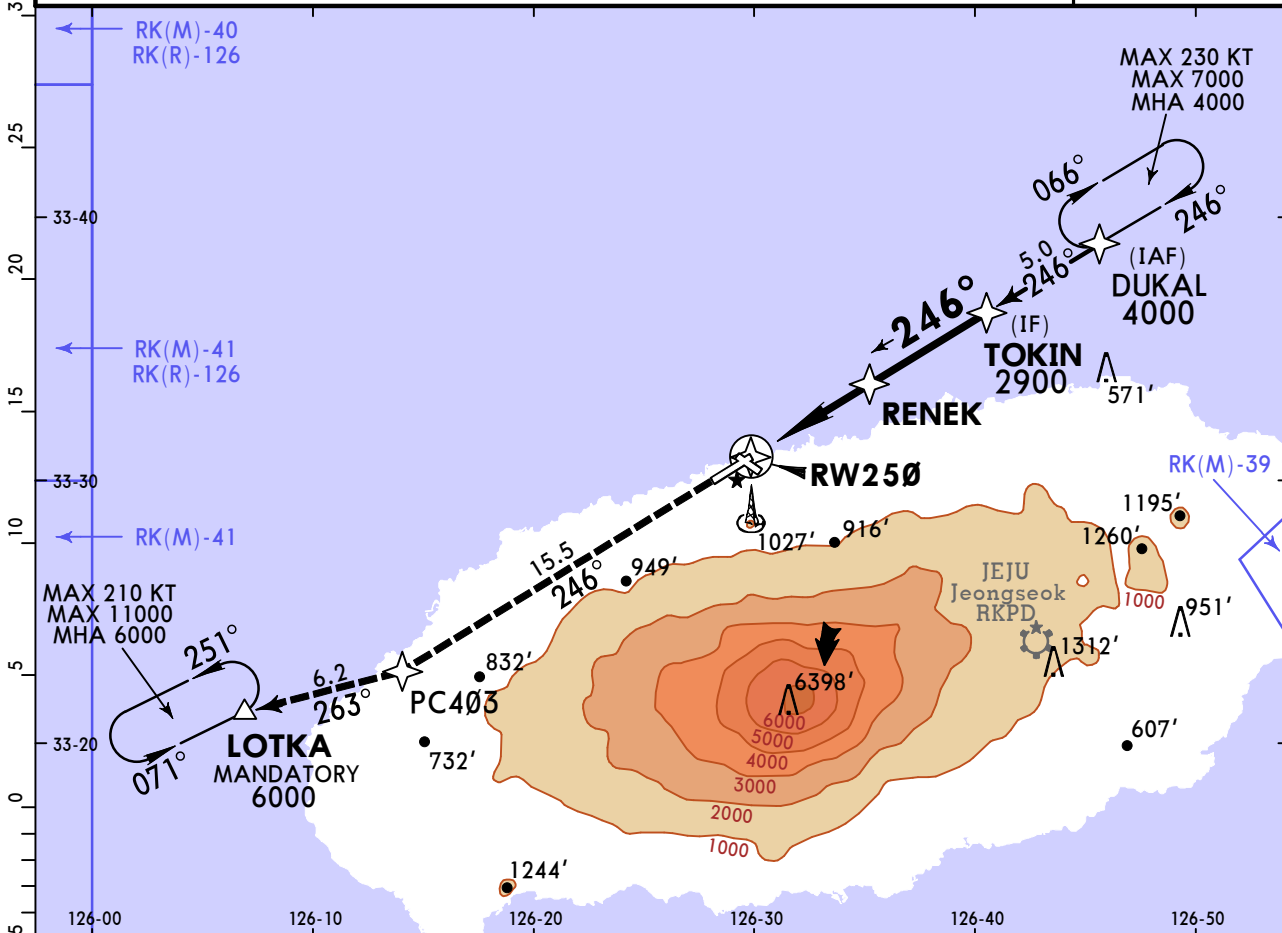 RK(M)-40
RK(R)-126
MAX 230 KT
MAX 7000
MHA 4000
25
066°
246°
33-40
5.0
246°
(IAF)
DUKAL
4000
20
246°
(IF)
TOKIN
2900
RK(M)-41
RK(R)-126
571'
15
RENEK
RK(M)-39
33-30
RW25Ø
1195'
10
RK(M)-41
1027'
916'
1260'
15.5
246°
949'
JEJU
Jeongseok
RKPD
1000
951'
MAX 210 KT
MAX 11000
MHA 6000
251°
1312'
5
6.2
263°
832'
PC4Ø3
6398'
6000
5000
4000
3000
2000
1000
607'
33-20
LOTKA
MANDATORY
6000
071°
732'
0
1244'
5
126-00
126-10
126-20
126-30
126-40
126-50